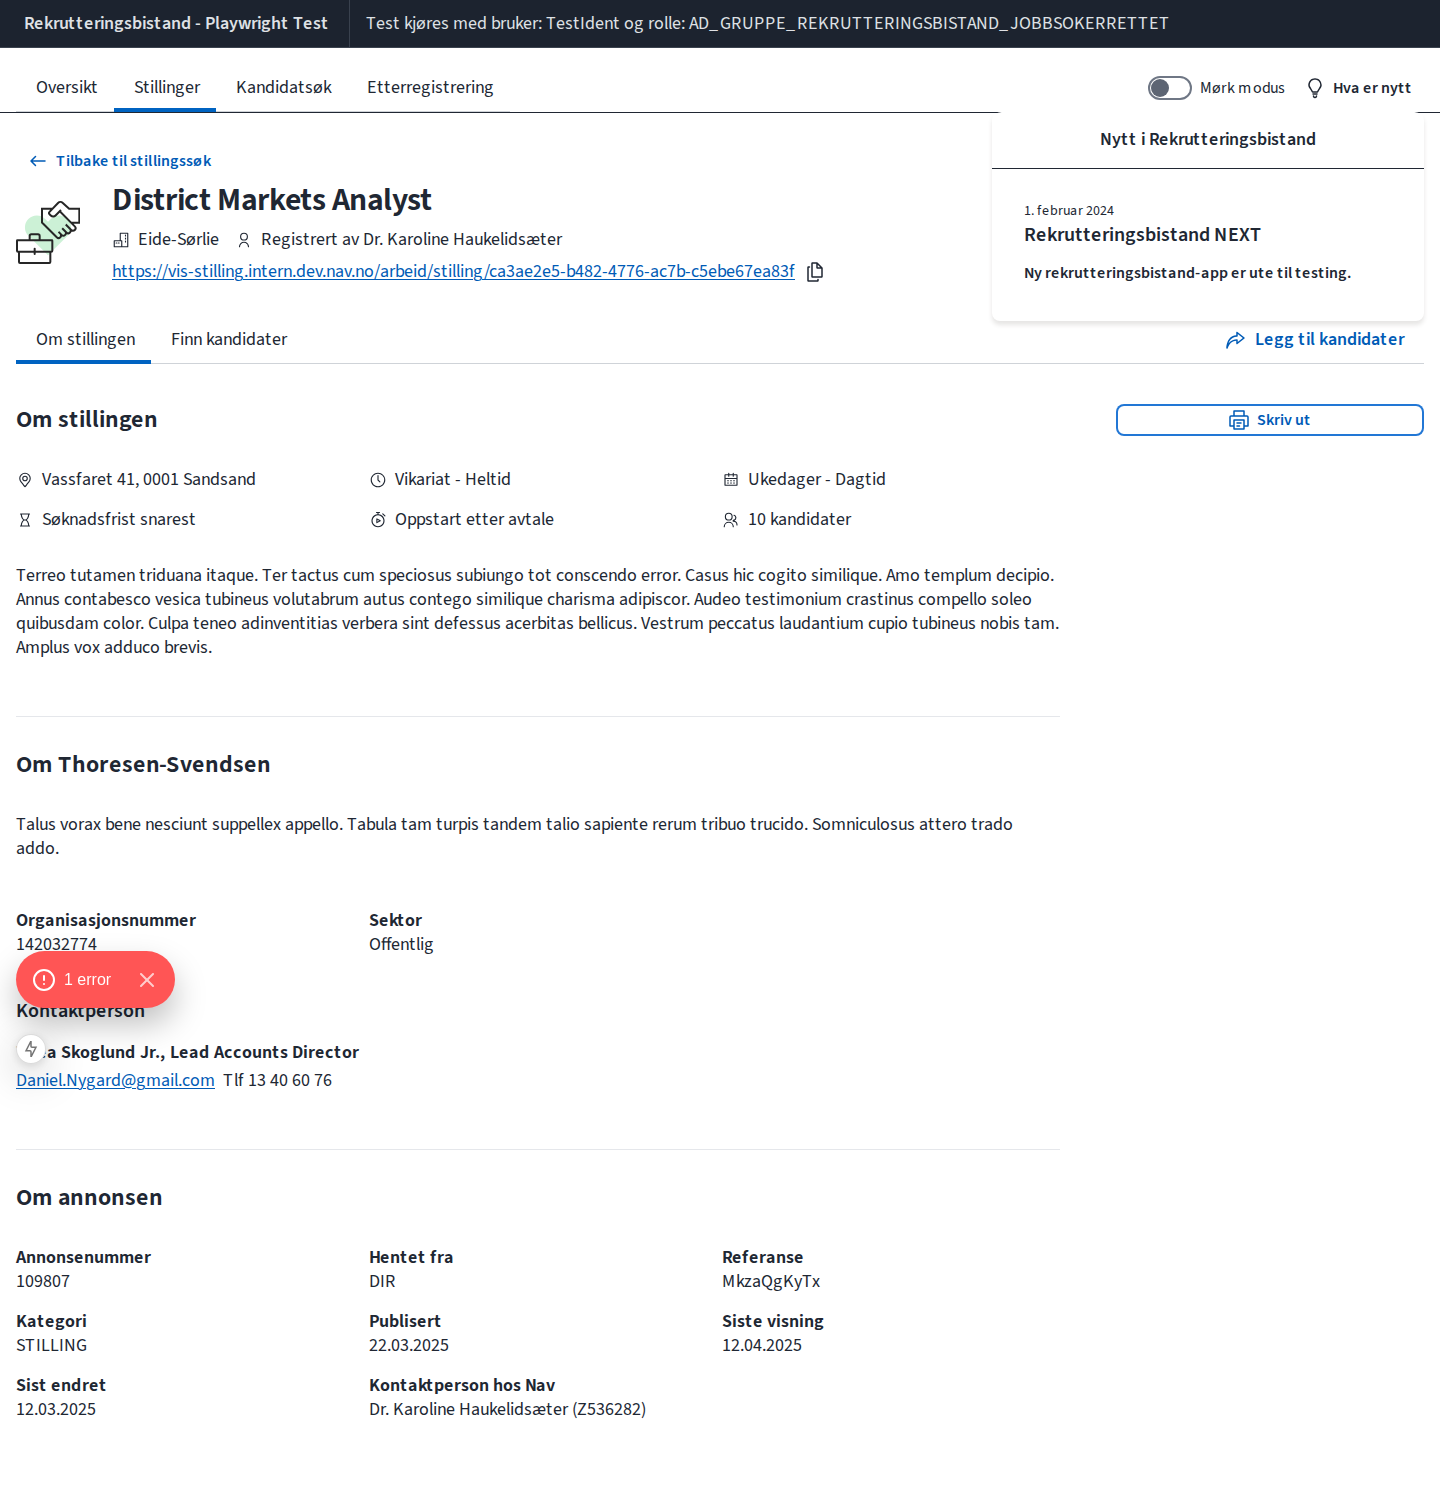 Rekrutteringsbistand - Playwright Test
Test kjøres med bruker: TestIdent og rolle: AD_GRUPPE_REKRUTTERINGSBISTAND_JOBBSOKERRETTET
Oversikt
Stillinger
Kandidatsøk
Etterregistrering
Mørk modus
Hva er nytt
Nytt i Rekrutteringsbistand
1. februar 2024
Rekrutteringsbistand NEXT
Ny rekrutteringsbistand-app er ute til testing.
Tilbake til stillingssøk
District Markets Analyst
Eide-Sørlie
Registrert av Dr. Karoline Haukelidsæter
https://vis-stilling.intern.dev.nav.no/arbeid/stilling/ca3ae2e5-b482-4776-ac7b-c5ebe67ea83f
Om stillingen
Finn kandidater
Legg til kandidater
Om stillingen
Skriv ut
Vassfaret 41, 0001 Sandsand
Vikariat - Heltid
Ukedager - Dagtid
Søknadsfrist snarest
Oppstart etter avtale
10 kandidater
Terreo tutamen triduana itaque. Ter tactus cum speciosus subiungo tot conscendo error. Casus hic cogito similique. Amo templum decipio.
Annus contabesco vesica tubineus volutabrum autus contego similique charisma adipiscor. Audeo testimonium crastinus compello soleo
quibusdam color. Culpa teneo adinventitias verbera sint defessus acerbitas bellicus. Vestrum peccatus laudantium cupio tubineus nobis tam.
Amplus vox adduco brevis.
Om Thoresen-Svendsen
Talus vorax bene nesciunt suppellex appello. Tabula tam turpis tandem talio sapiente rerum tribuo trucido. Somniculosus attero trado
addo.
Organisasjonsnummer
142032774
Sektor
Offentlig
1 error
Kontaktperson
Skoglund Jr., Lead Accounts Director
Daniel.Nygard@gmail.com Tlf 13 40 60 76
Om annonsen
Annonsenummer
109807
Hentet fra
DIR
Referanse
MkzaQgKyTx
Kategori
STILLING
Publisert
22.03.2025
Siste visning
12.04.2025
Sist endret
12.03.2025
Kontaktperson hos Nav
Dr. Karoline Haukelidsæter (Z536282)